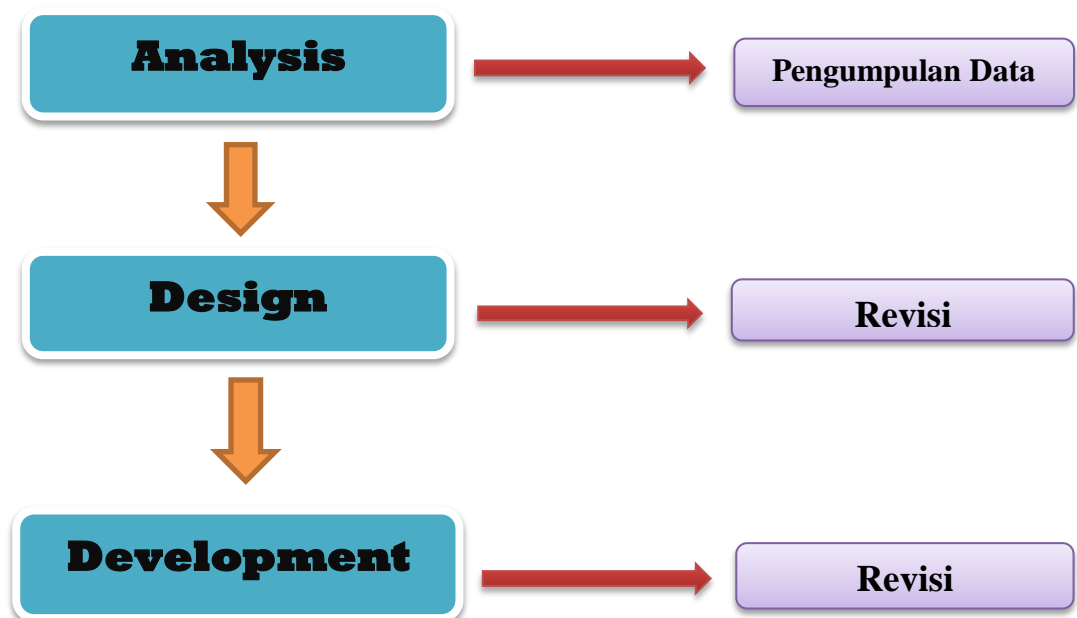 Analysis
Pengumpulan Data
Design
Revisi
Development
Revisi